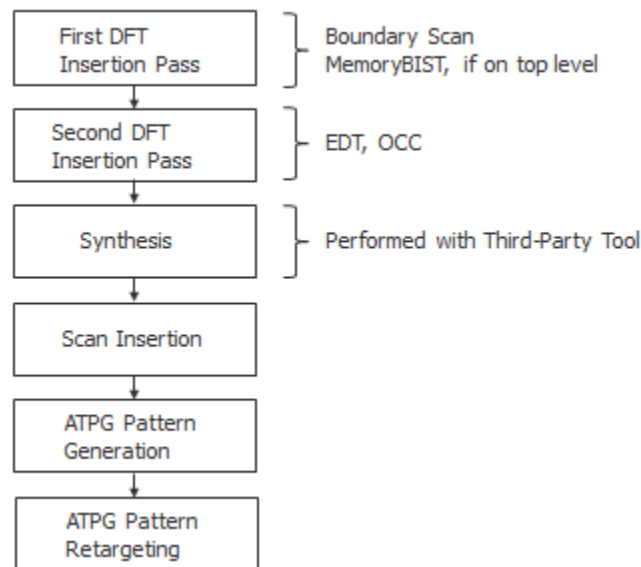 First DFT
Insertion Pass
Boundary Scan
MemoryBIST, if on top level
Second DFT
Insertion Pass
EDT, OCC
Synthesis
Performed with Third-Party Tool
Scan Insertion
ATPG Pattern
Generation
ATPG Pattern
Retargeting